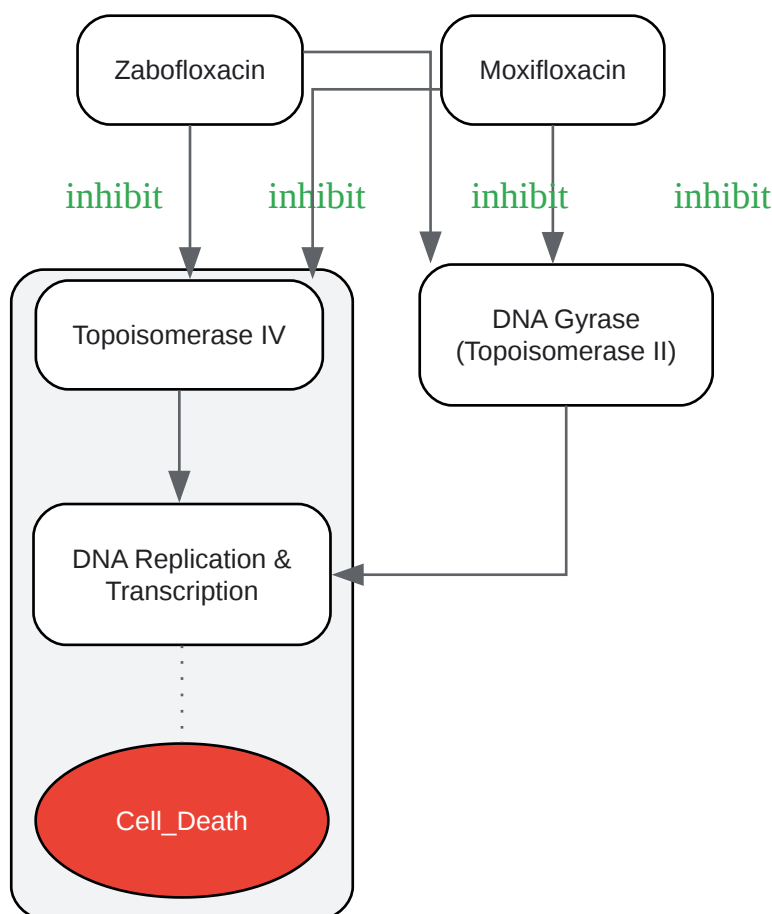 Zabofloxacin
Moxifloxacin
inhibit
inhibit
inhibit
inhibit
Topoisomerase IV
DNA Gyrase
(Topoisomerase II)
DNA Replication &
Transcription
Cell_Death